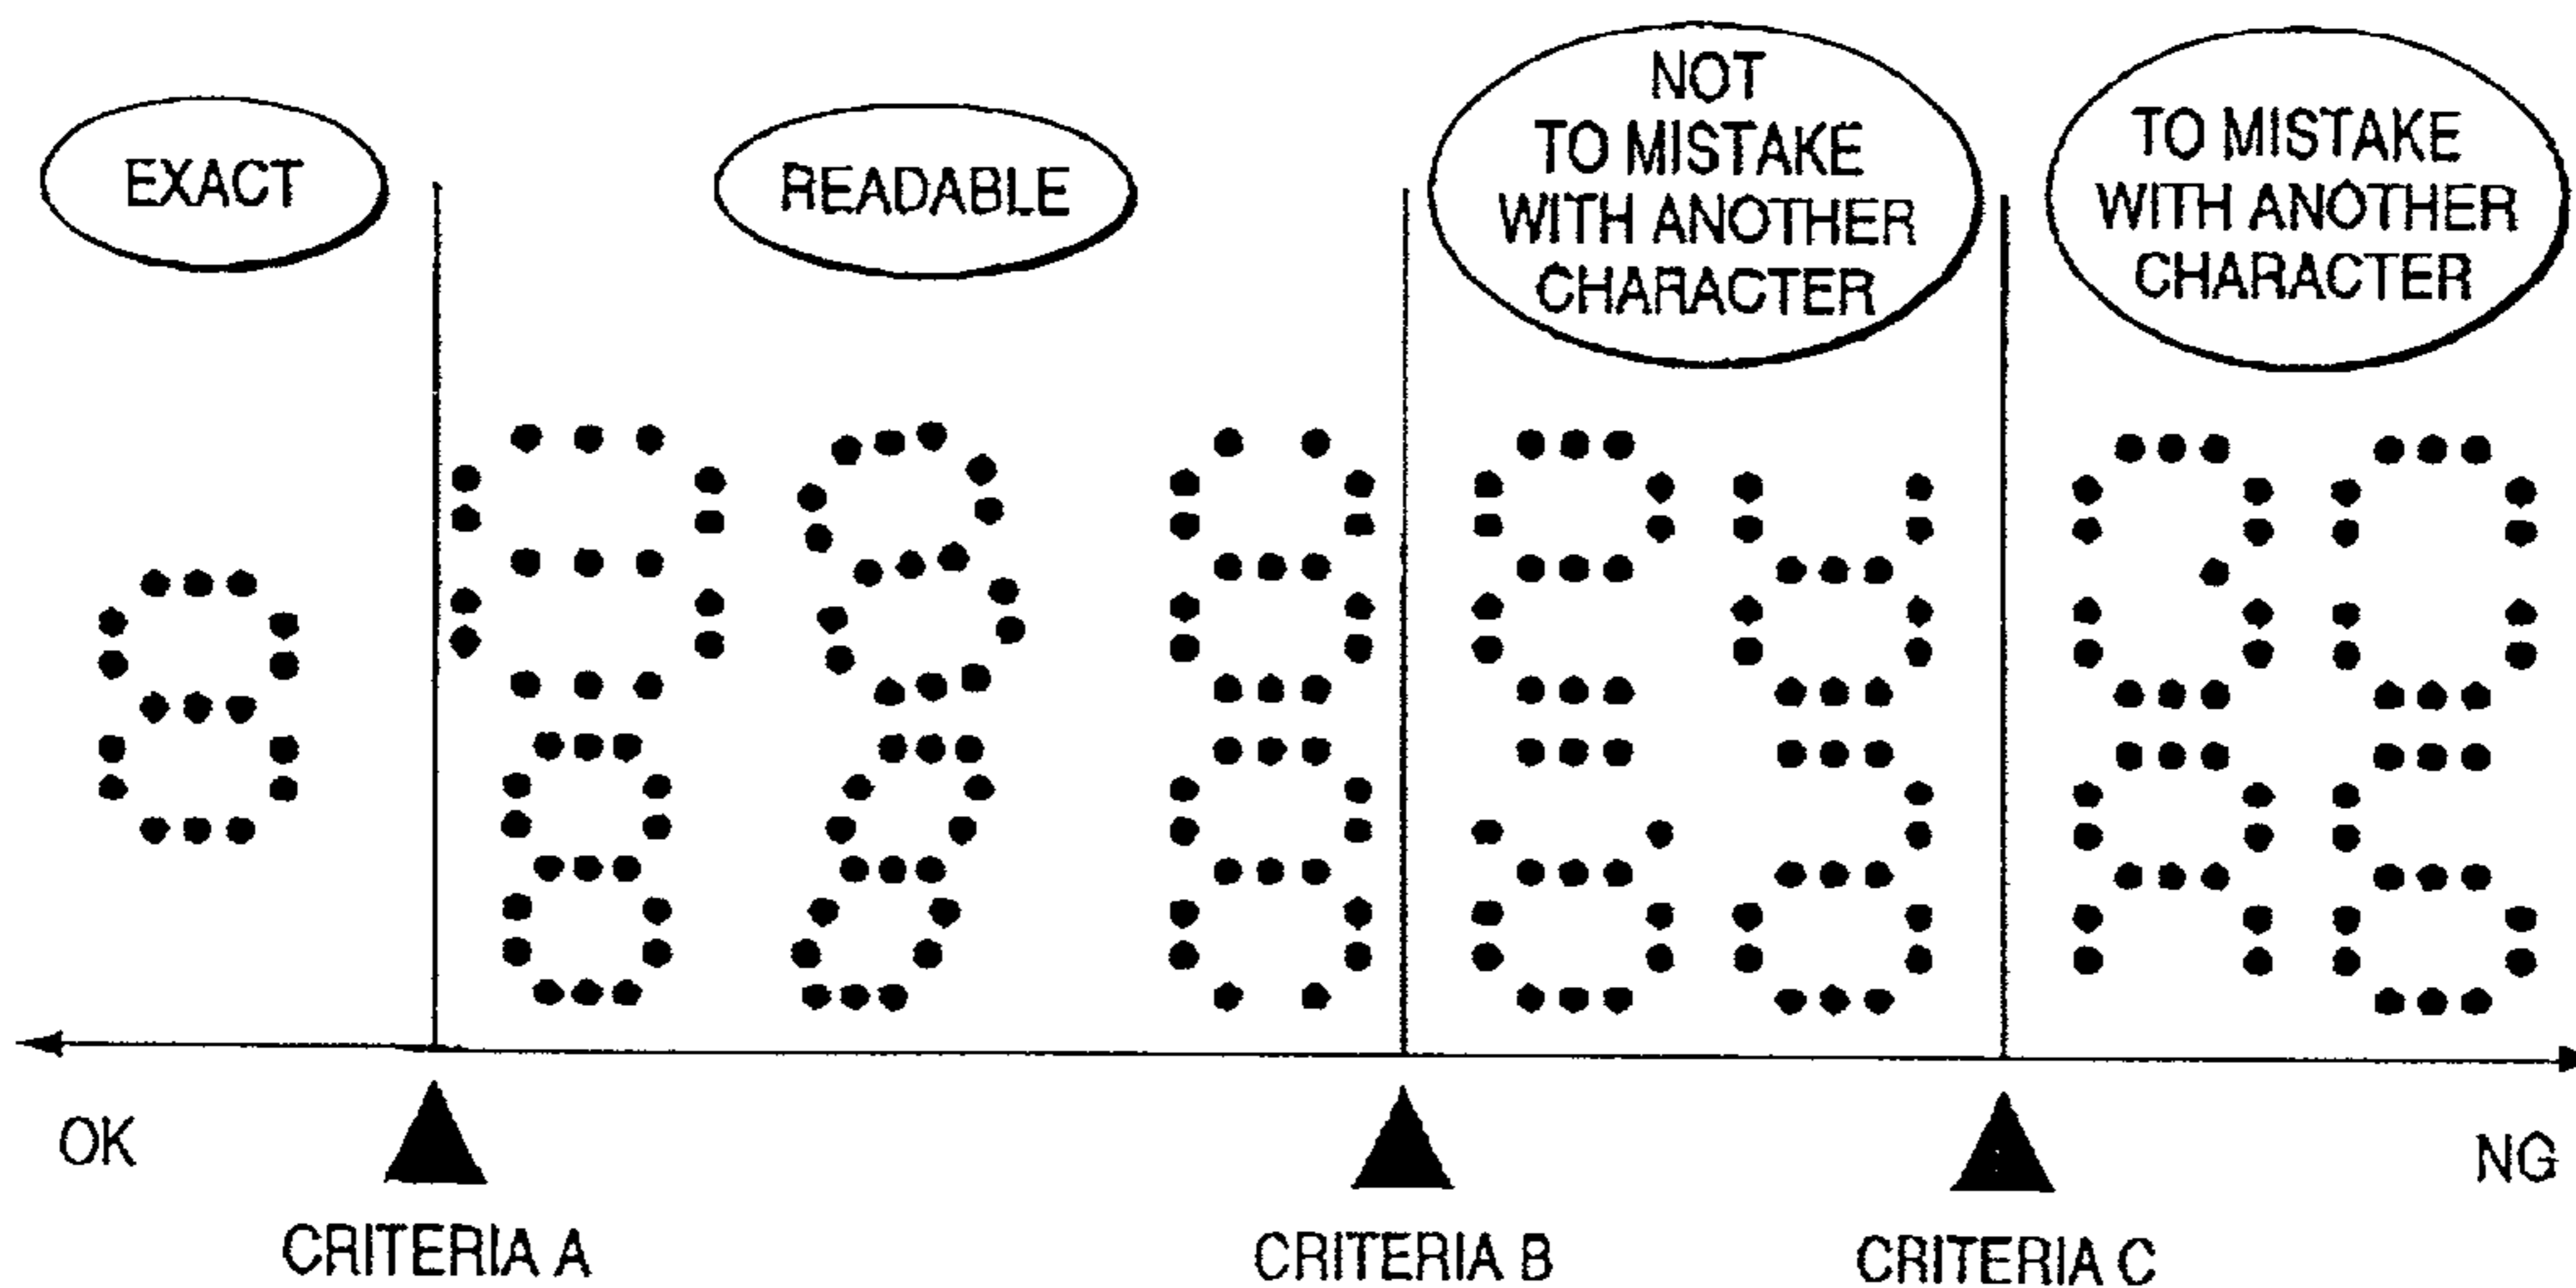 EXACT
READABLE
NOT
TO MISTAKE
WITH ANOTHER
CHARACTER
TO MISTAKE
WITH ANOTHER
CHARACTER
OK
NG
CRITERIA A
CRITERIA B
CRITERIA C